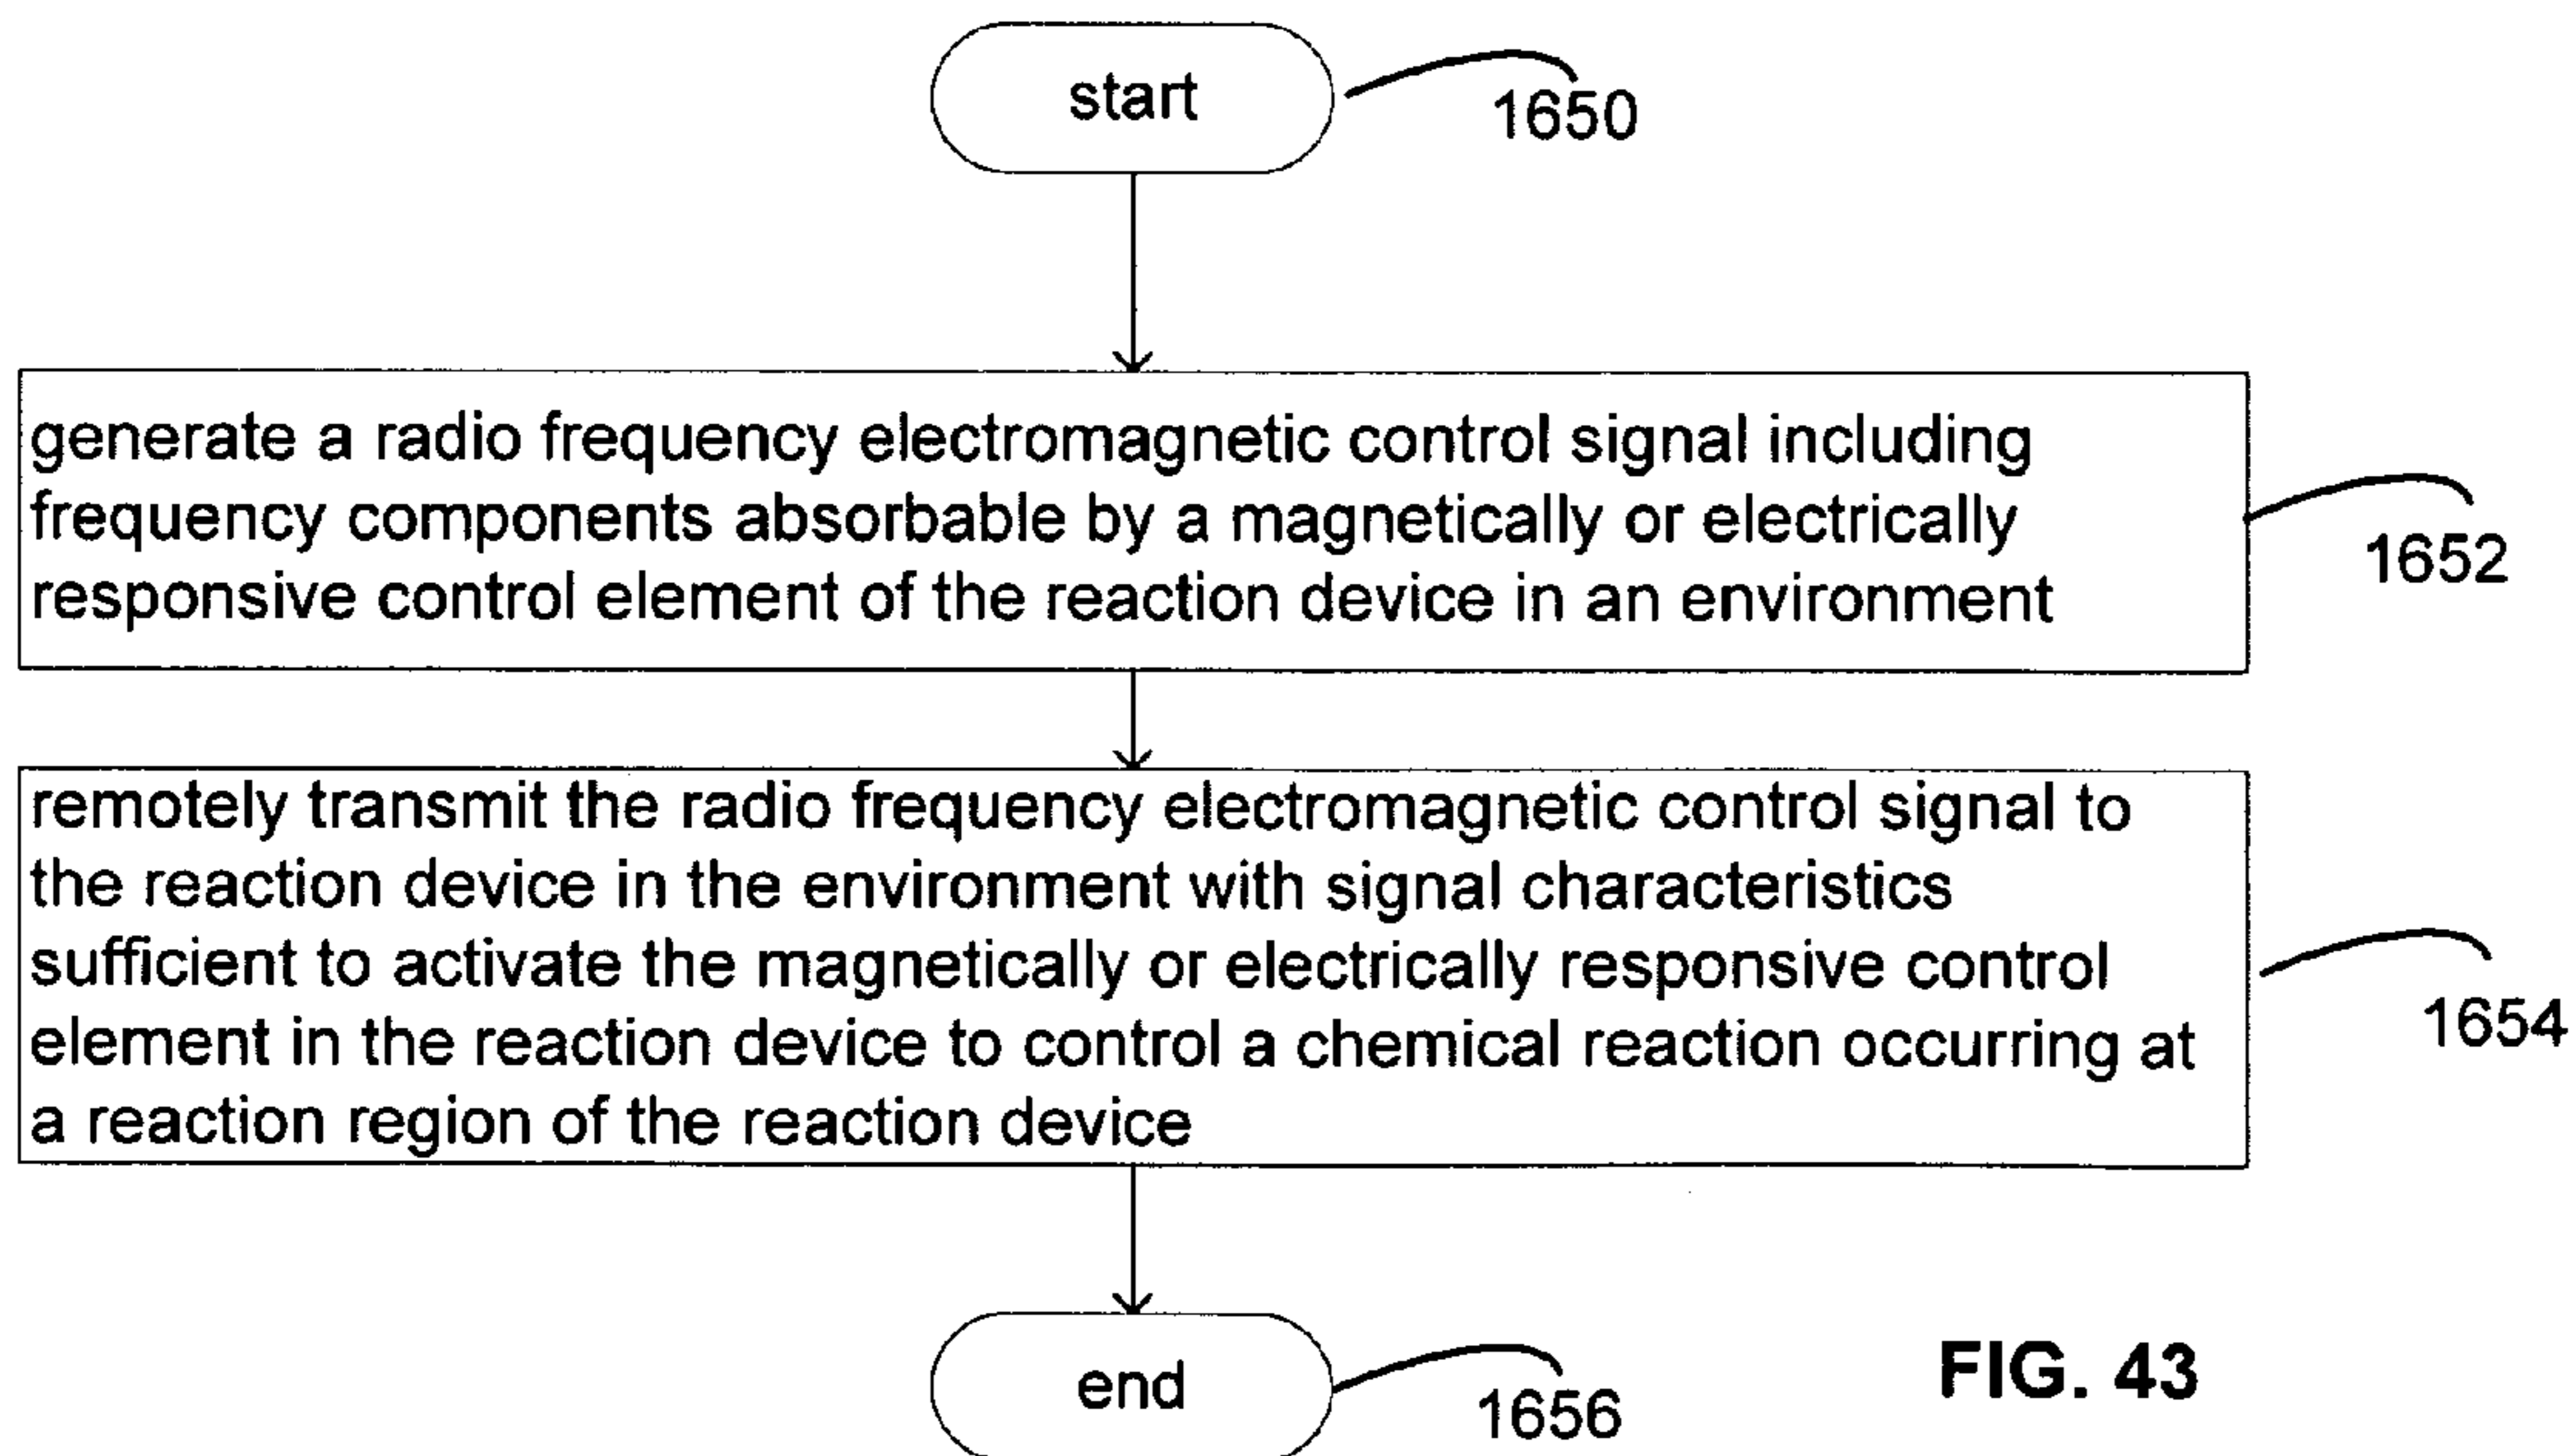 start
1650
generate a radio frequency electromagnetic control signal including
frequency components absorbable by a magnetically or electrically
responsive control element of the reaction device in an environment
1652
remotely transmit the radio frequency electromagnetic control signal to
the reaction device in the environment with signal characteristics
sufficient to activate the magnetically or electrically responsive control
element in the reaction device to control a chemical reaction occurring at
a reaction region of the reaction device
1654
end
1656
FIG. 43